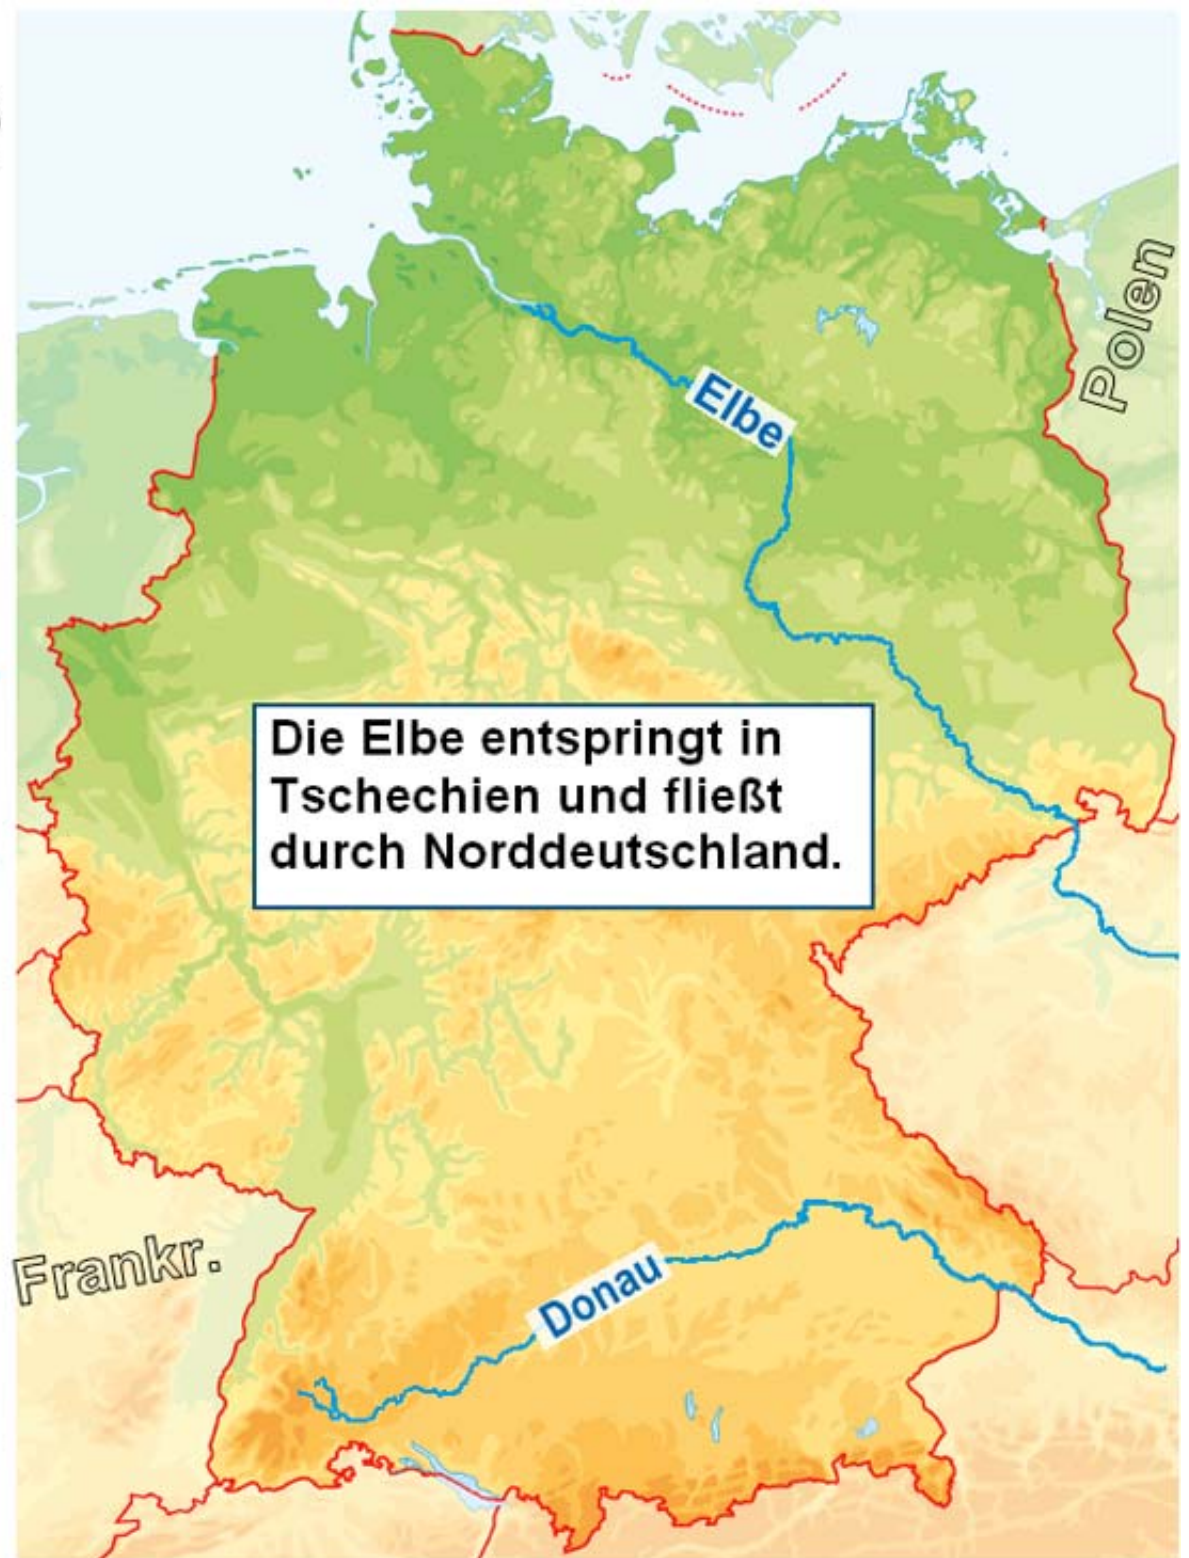 Polen
Elbe
Die Elbe entspringt in
Tschechien und fließt
durch Norddeutschland.
Frankr.
Donau